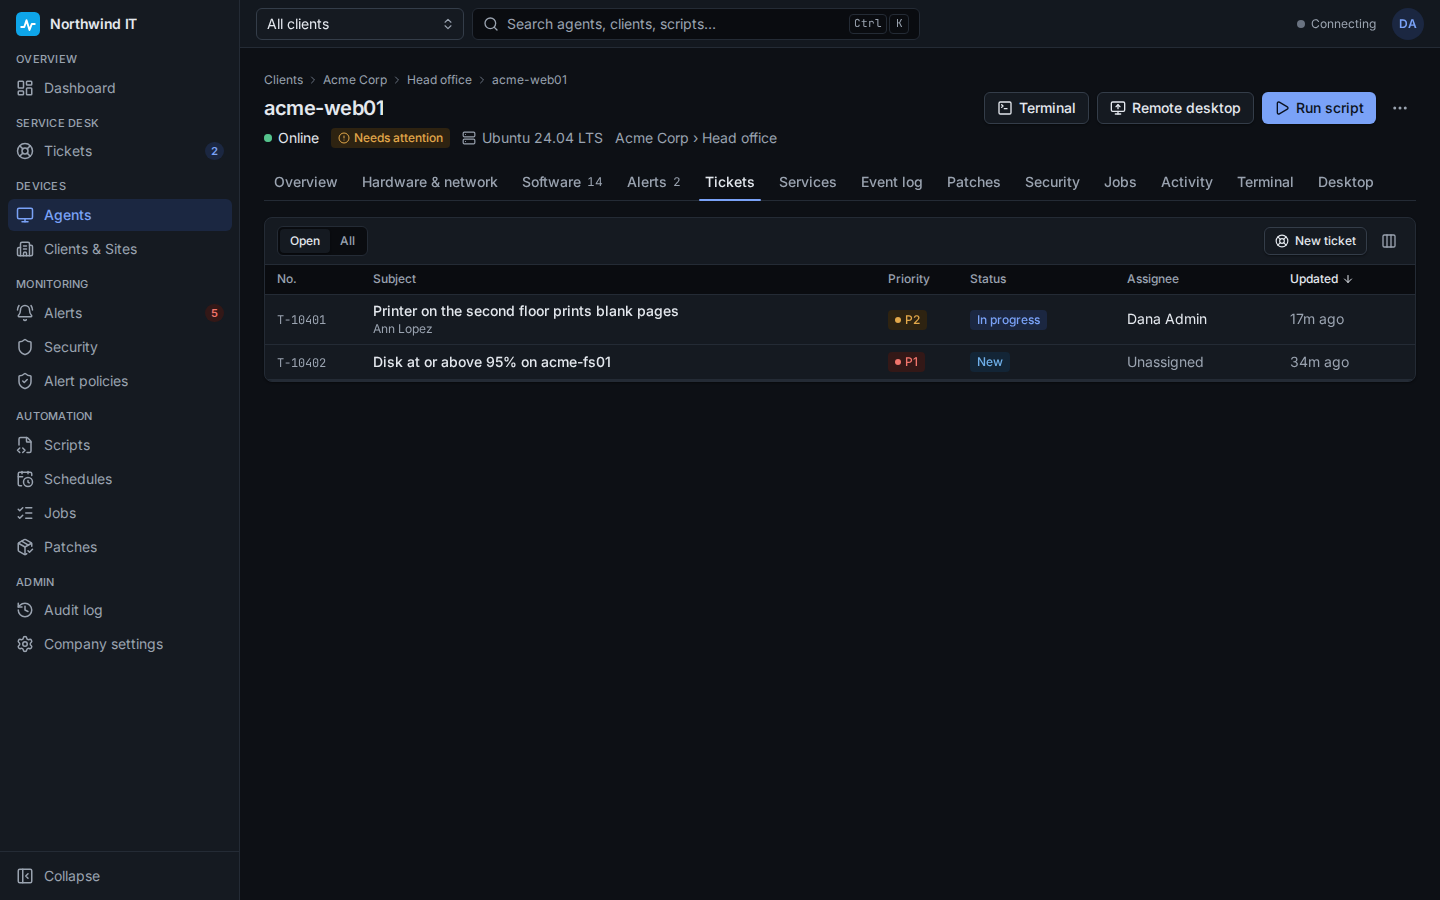 Northwind IT
OVERVIEW
Dashboard
SERVICE DESK
Tickets 2
DEVICES
Agents
Clients & Sites
MONITORING
Alerts 5
Security
Alert policies
AUTOMATION
Scripts
Schedules
Jobs
Patches
ADMIN
Audit log
Company settings
Collapse
All clients
Search agents, clients, scripts... Ctrl K
Connecting DA
Clients > Acme Corp > Head office > acme-web01
acme-web01
Terminal Remote desktop Run script
Online Needs attention Ubuntu 24.04 LTS Acme Corp › Head office
Overview Hardware & network Software 14 Alerts 2 Tickets Services Event log Patches Security Jobs Activity Terminal Desktop
Open All New ticket
No. Subject Priority Status Assignee Updated ↓
T-10401 Printer on the second floor prints blank pages P2 In progress Dana Admin 17m ago
Ann Lopez
T-10402 Disk at or above 95% on acme-fs01 P1 New Unassigned 34m ago